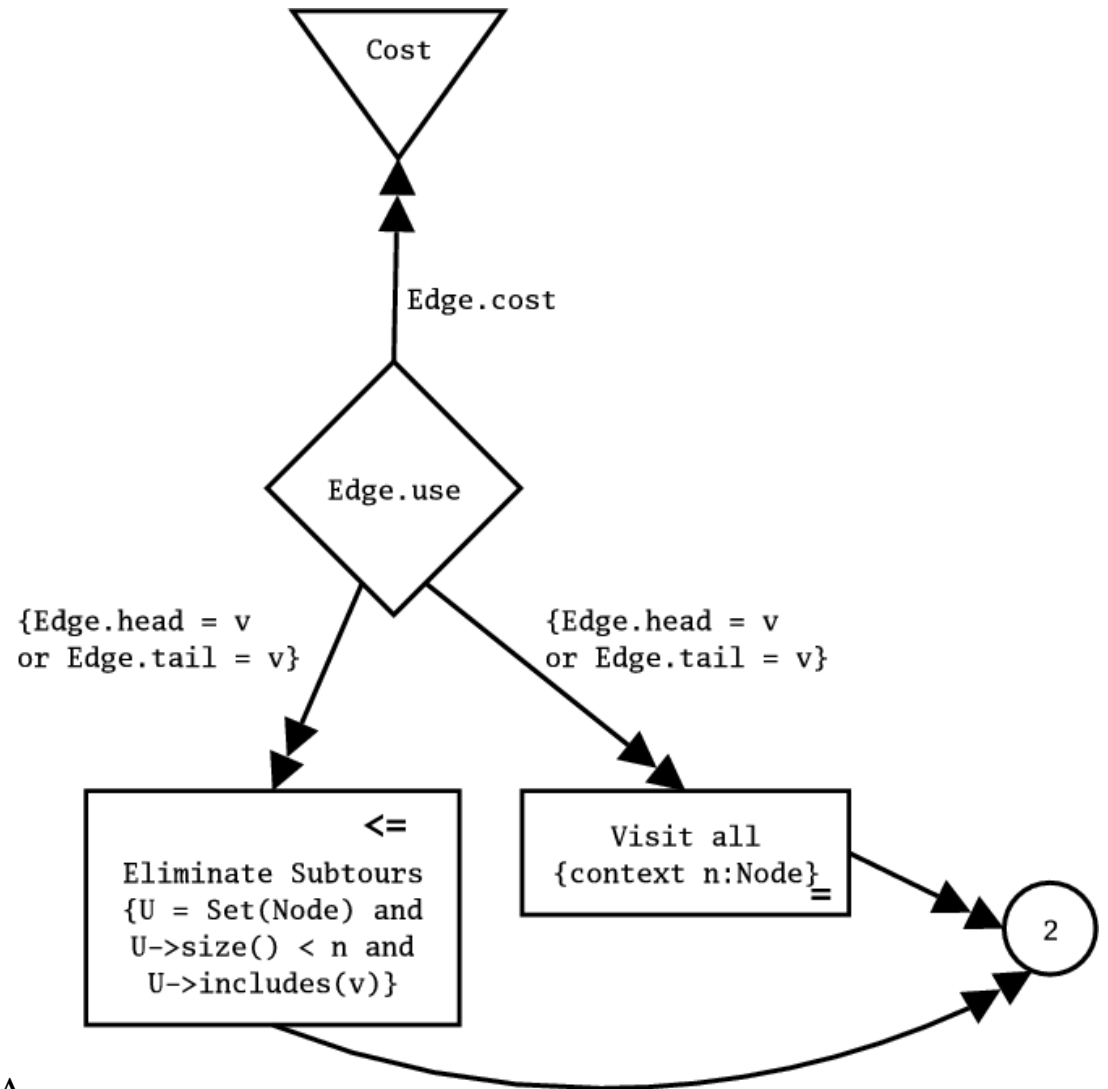 Cost
Edge.cost
Edge.use
{Edge.head = v
or Edge.tail = v}
{Edge.head = v
or Edge.tail = v}
<=
Eliminate Subtours
{U = Set(Node) and
U->size() < n and
U->includes(v)}
Visit all
{context n:Node}
=
2